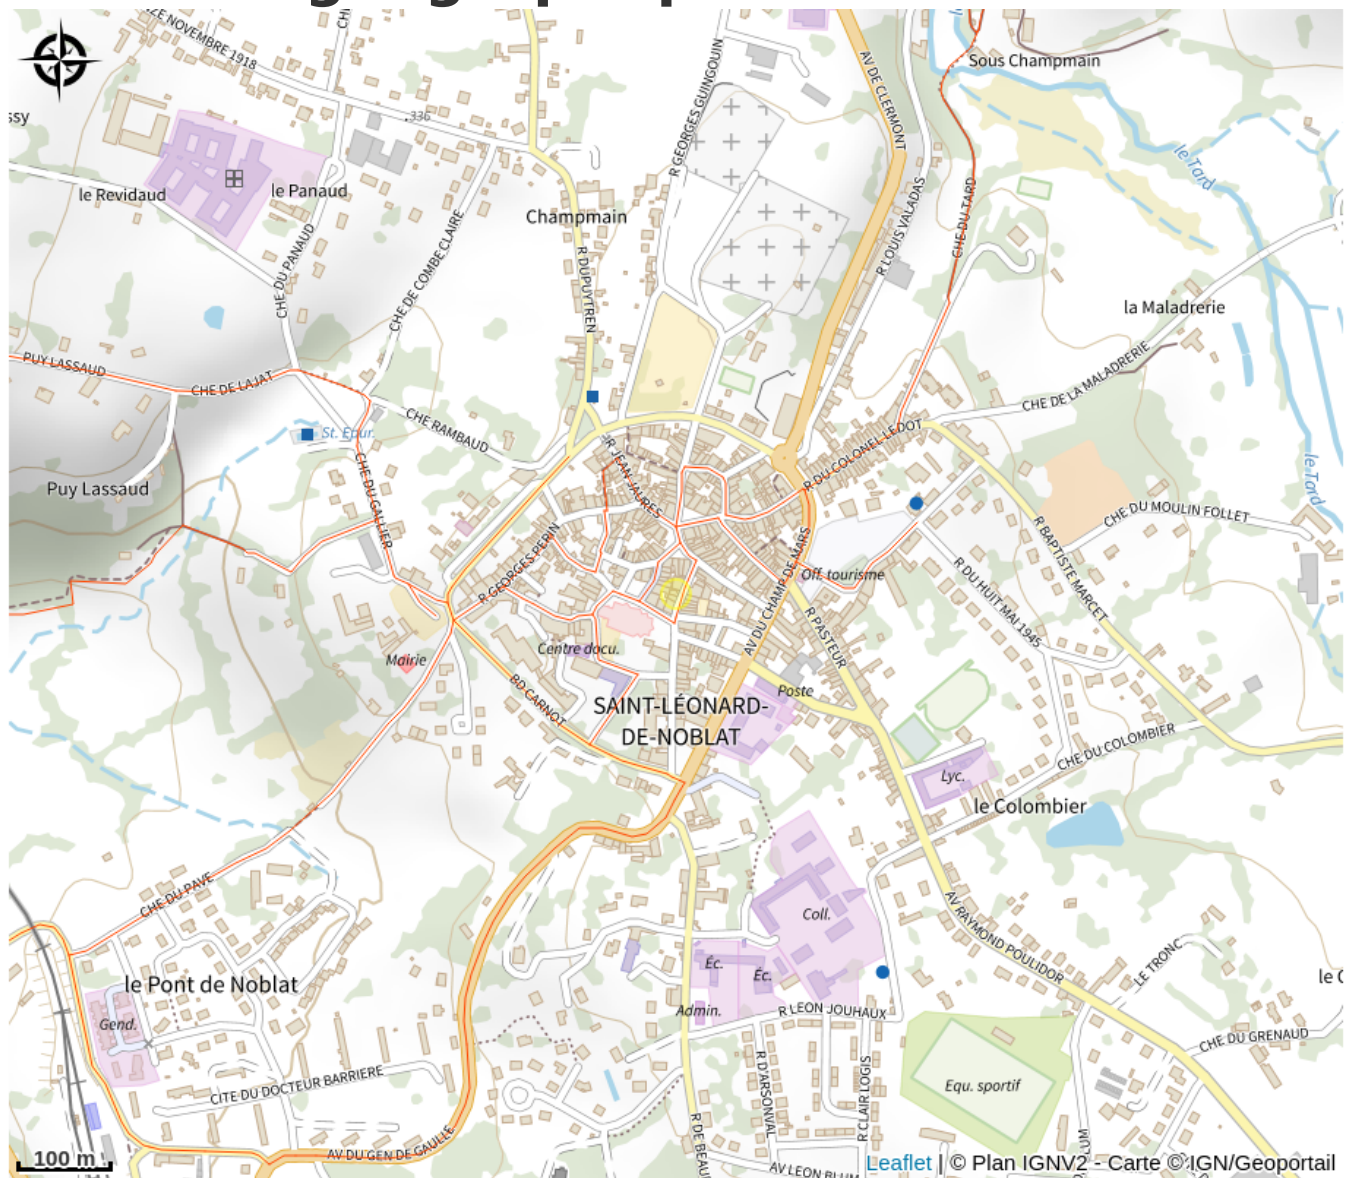 ZE NOVEMBRE 1918
CH
AV DE CLERMONT
R GEORGES GUINGOUIN
Sous Champmain
.336
ssy
le Tard
le Revidaud
le Panaud
Champmain
R LOUIS VALADAS
CHE DU TARD
CHE DU PANAUD
CHE DE COMBE CLAIRE
R DUPUYTREN
la Maladrerie
PUY LASSAUD
CHE DE LAJAT
CHE DE LA MALADRERIE
CHE RAMBAUD
St. Epur.
R JEAN JAURES
R DU COLONEL LEDOT
CHE DU GALLIER
Puy Lassaud
le Tard
CHE DU MOULIN FOLLET
R GEORGES PERIN
AV DU CHAMP DE MARS
Off. tourisme
R BAPTISTE MARCET
R DU HUIT MAI 1945
R PASTEUR
Centre docu.
Mairie
BD CARNOT
Poste
SAINT-LÉONARD-
DE-NOBLAT
CHE DU COLOMBIER
Lyc.
le Colombier
CHE DU PAVE
Coll.
AV RAYMOND POULIDOR
LE TRONC
Éc.
Éc.
le Pont de Noblat
le C
Gend.
Admin.
R LEON JOUHAUX
CHE DU GRENAUD
CITE DU DOCTEUR BARRIERE
R D'ARSONVAL
R CLAIR LOGIS
Equ. sportif
R DE BEAU
AV DU GEN DE GAULLE
AV LEON BLUM
100 m
Leaflet | © Plan IGNV2 - Carte © IGN/Geoportail